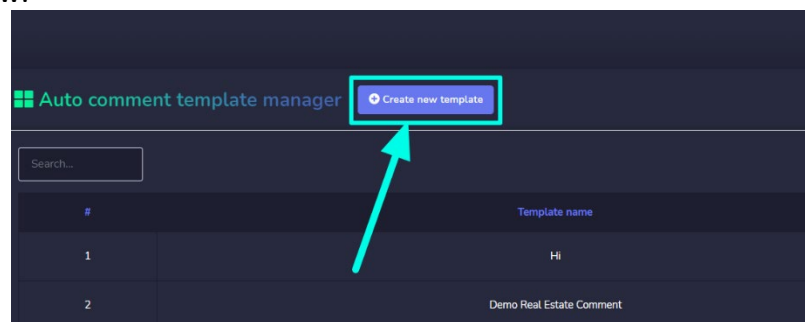 Auto comment template manager
Create new template
Search...
# Template name
1 Hi
2 Demo Real Estate Comment